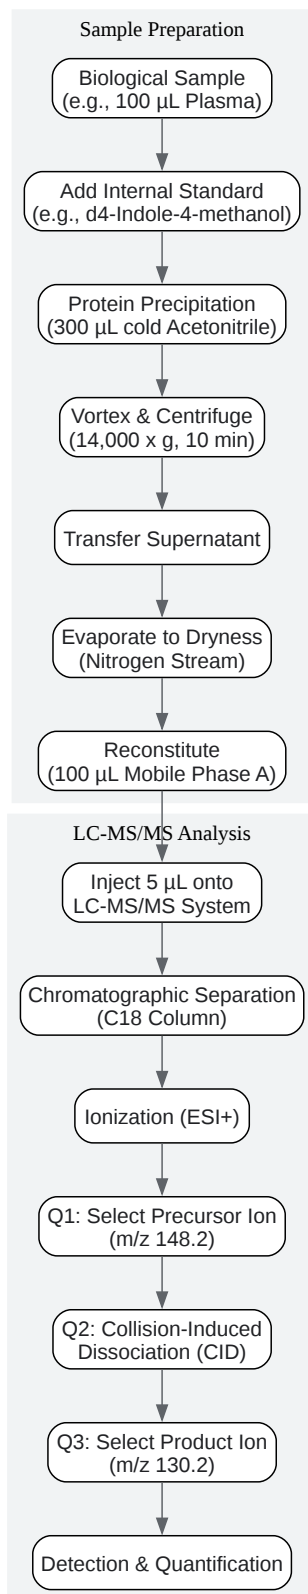 Sample Preparation
Biological Sample
(e.g., 100 µL Plasma)
Add Internal Standard
(e.g., d4-Indole-4-methanol)
Protein Precipitation
(300 µL cold Acetonitrile)
Vortex & Centrifuge
(14,000 x g, 10 min)
Transfer Supernatant
Evaporate to Dryness
(Nitrogen Stream)
Reconstitute
(100 µL Mobile Phase A)
LC-MS/MS Analysis
Inject 5 µL onto
LC-MS/MS System
Chromatographic Separation
(C18 Column)
Ionization (ESI+)
Q1: Select Precursor Ion
(m/z 148.2)
Q2: Collision-Induced
Dissociation (CID)
Q3: Select Product Ion
(m/z 130.2)
Detection & Quantification